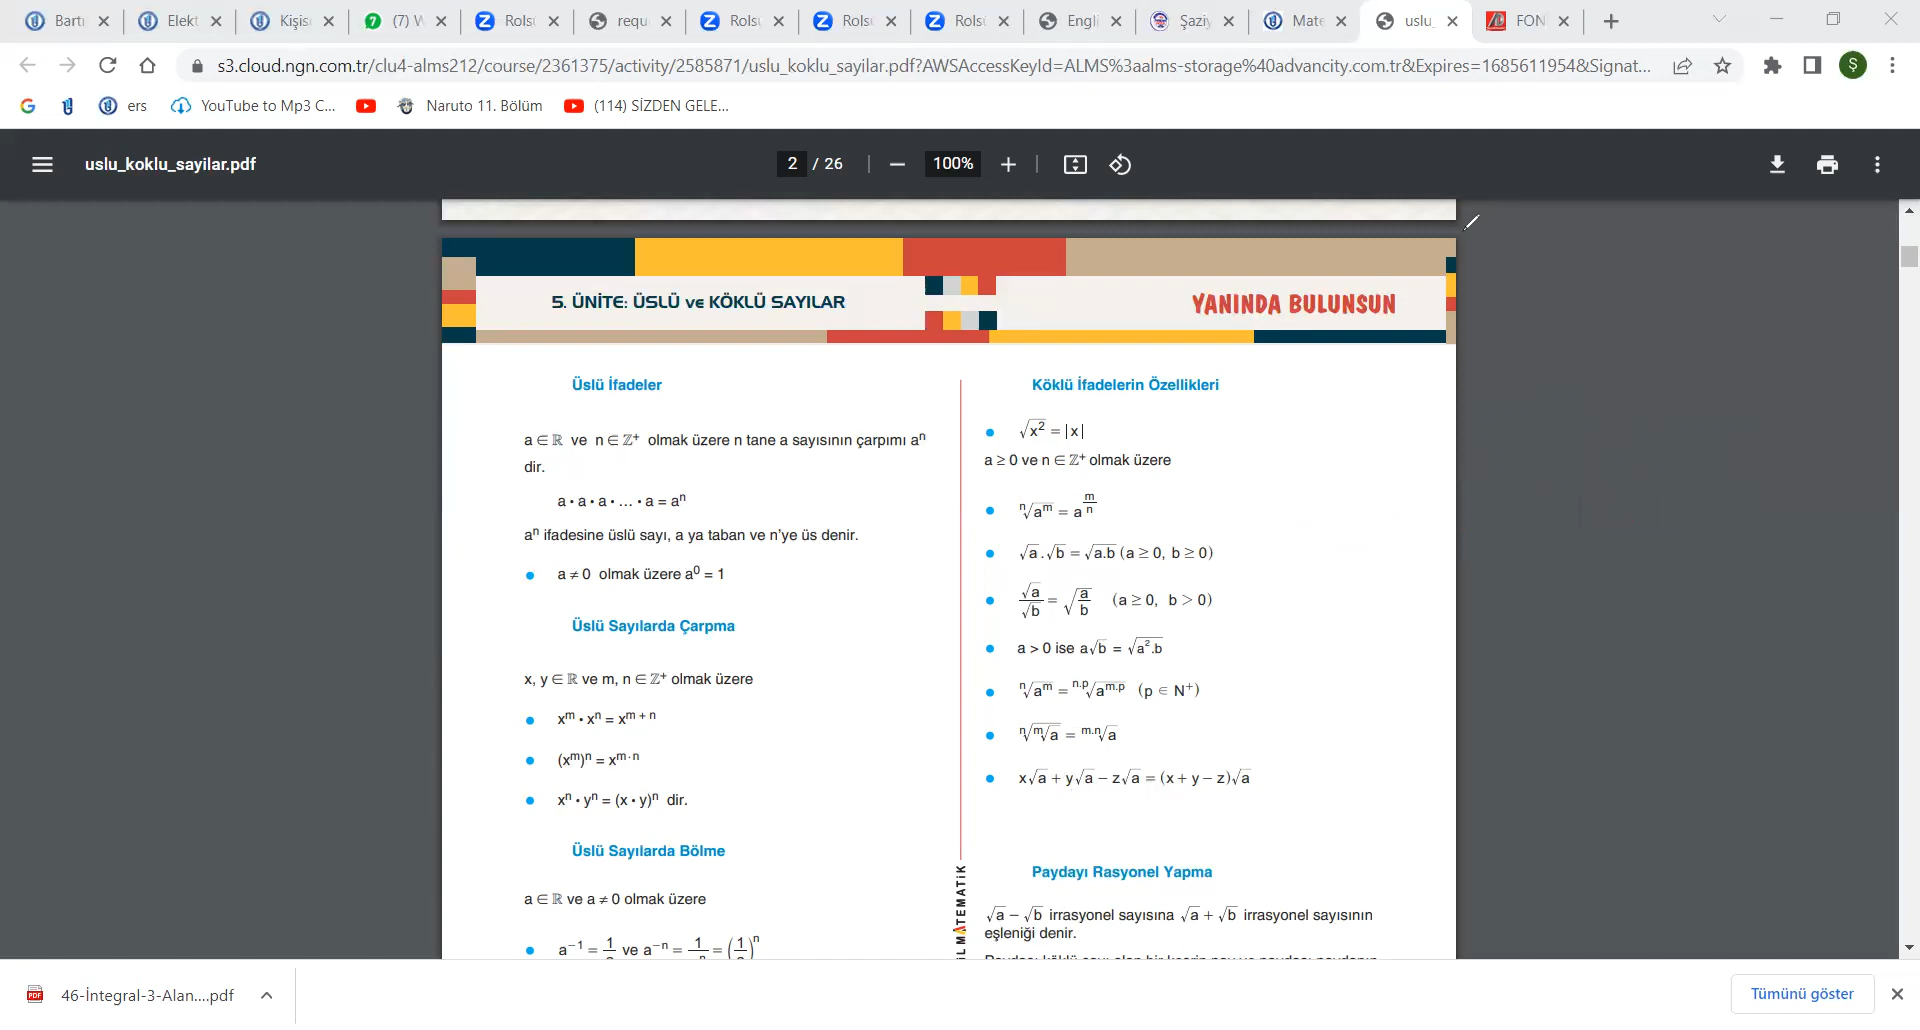 Bartı
Elekt
Kişis
(7) W
Rolsü
requ
Rolsü
Rolsü
Rolsü
Engli
Şaziy
Mate
uslu_
FON
s3.cloud.ngn.com.tr/clu4-alms212/course/2361375/activity/2585871/uslu_koklu_sayilar.pdf?AWSAccessKeyId=ALMS%3aalms-storage%40advancity.com.tr&Expires=1685611954&Signat...
Ş
ers
YouTube to Mp3 C...
Naruto 11. Bölüm
(114) SİZDEN GELE...
uslu_koklu_sayilar.pdf
2 / 26
100%
5. ÜNİTE: ÜSLÜ ve KÖKLÜ SAYILAR
YANINDA BULUNSUN
Üslü İfadeler
a ∈ ℝ ve n ∈ ℤ⁺ olmak üzere n tane a sayısının çarpımı aⁿ
dir.
a • a • a • … • a = aⁿ
aⁿ ifadesine üslü sayı, a ya taban ve n’ye üs denir.
• a ≠ 0 olmak üzere a⁰ = 1
Üslü Sayılarda Çarpma
x, y ∈ ℝ ve m, n ∈ ℤ⁺ olmak üzere
• xᵐ • xⁿ = xᵐ⁺ⁿ
• (xᵐ)ⁿ = xᵐ·ⁿ
• xⁿ • yⁿ = (x • y)ⁿ dir.
Üslü Sayılarda Bölme
a ∈ ℝ ve a ≠ 0 olmak üzere
Köklü İfadelerin Özellikleri
• √x² = |x|
a ≥ 0 ve n ∈ ℤ⁺ olmak üzere
• ⁿ√aᵐ = a^(m/n)
• √a . √b = √a.b (a ≥ 0, b ≥ 0)
• √a/√b = √(a/b) (a ≥ 0, b > 0)
• a > 0 ise a√b = √a².b
• ⁿ√aᵐ = ⁿ·ᵖ√aᵐ·ᵖ (p ∈ N⁺)
• ⁿ√ᵐ√a = ᵐ·ⁿ√a
• x√a + y√a − z√a = (x + y − z)√a
Paydayı Rasyonel Yapma
√a − √b irrasyonel sayısına √a + √b irrasyonel sayısının
eşleniği denir.
MATEMATİK
46-İntegral-3-Alan....pdf
Tümünü göster